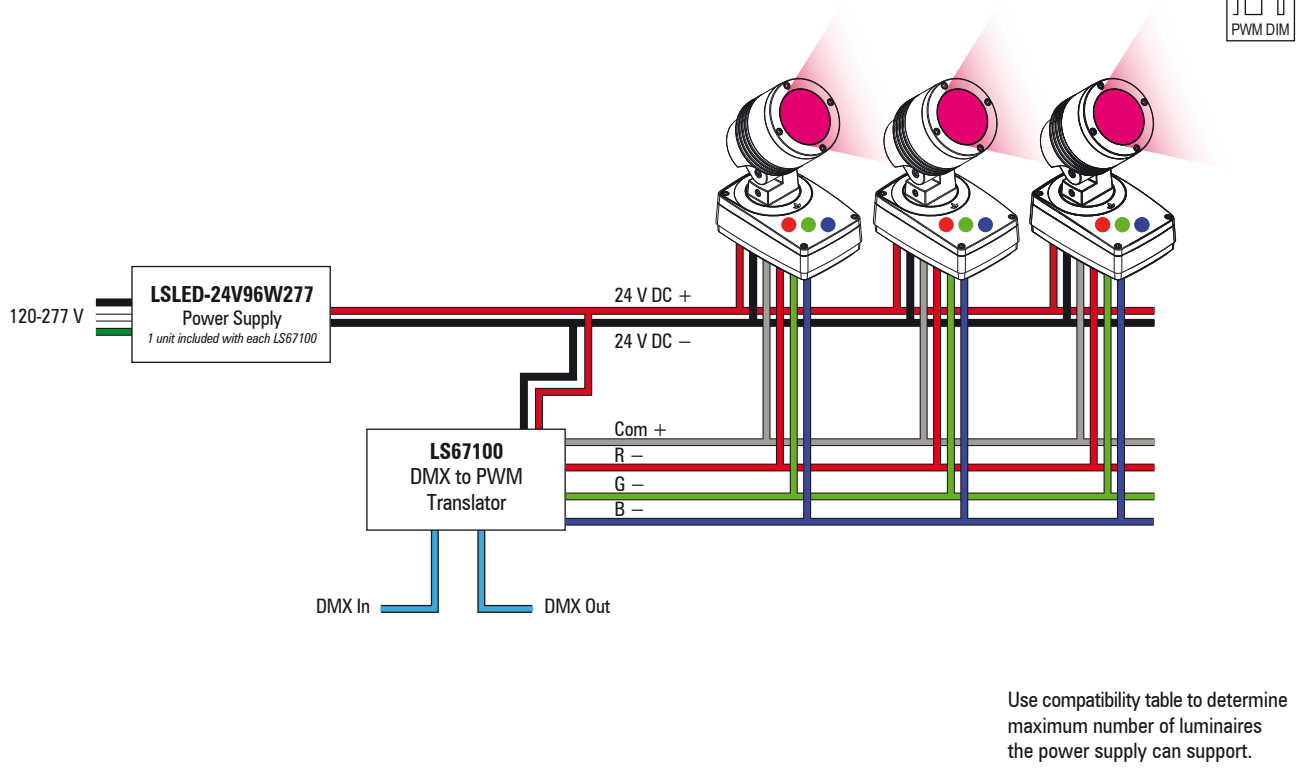 PWM DIM
LSLED-24V96W277
Power Supply
1 unit included with each LS67100
120-277 V
24 V DC +
24 V DC –
LS67100
DMX to PWM
Translator
Com +
R –
G –
B –
DMX In
DMX Out
Use compatibility table to determine
maximum number of luminaires
the power supply can support.